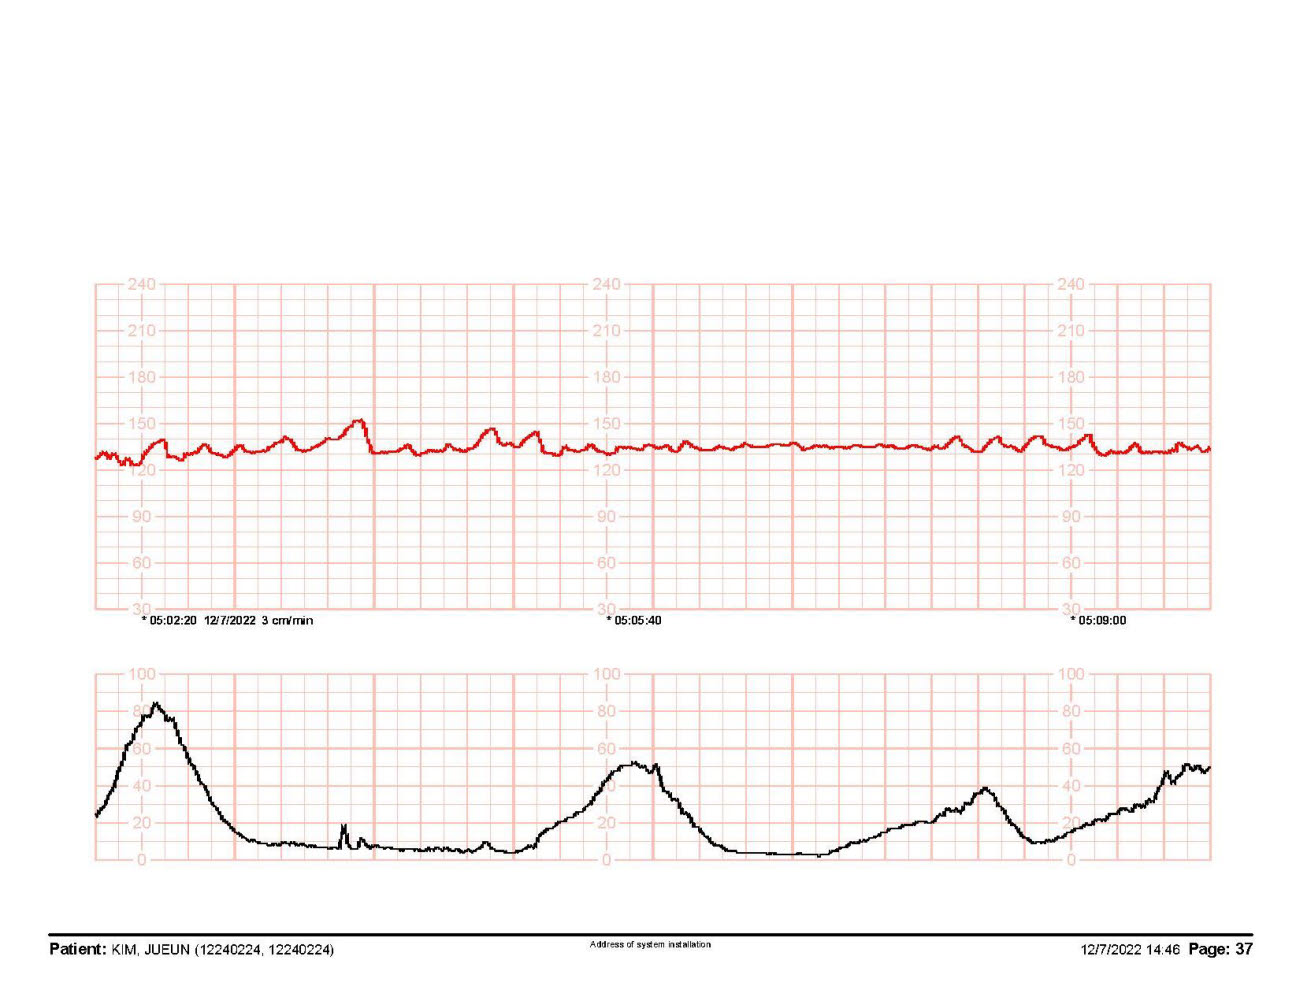 240 240 240
210 210 210
180 180 180
150 150 150
120 120 120
90 90 90
60 60 60
30 30 30
* 05:02:20 12/7/2022 3 cm/min * 05:05:40 * 05:09:00
100 100 100
80 80 80
60 60 60
40 40 40
20 20 20
0 0 0
Patient: KIM, JUEUN (12240224, 12240224) Address of system installation 12/7/2022 14:46 Page: 37